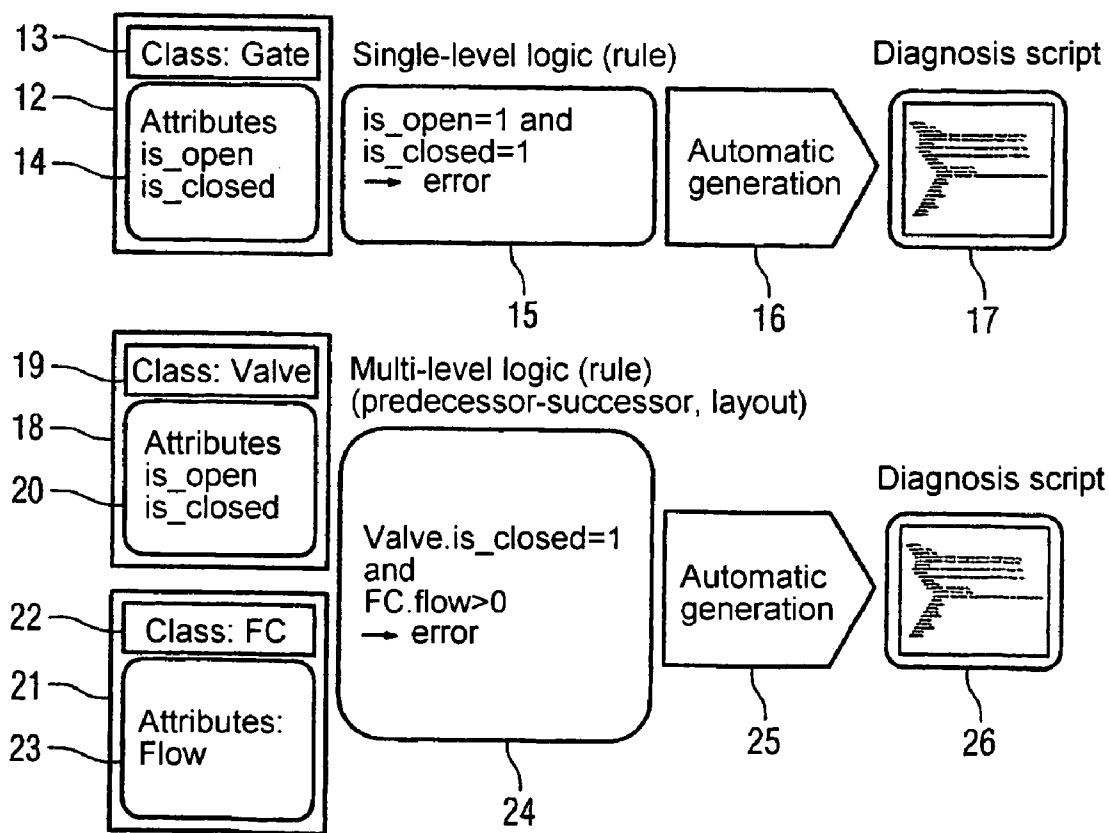 13
Class: Gate
12
Attributes
is_open
is_closed
14
Single-level logic (rule)
is_open=1 and
is_closed=1
→ error
15
Automatic
generation
16
Diagnosis script
17
19
Class: Valve
18
Attributes
is_open
is_closed
20
22
Class: FC
21
Attributes:
Flow
23
Multi-level logic (rule)
(predecessor-successor, layout)
Valve.is_closed=1
and
FC.flow>0
→ error
24
Automatic
generation
25
Diagnosis script
26